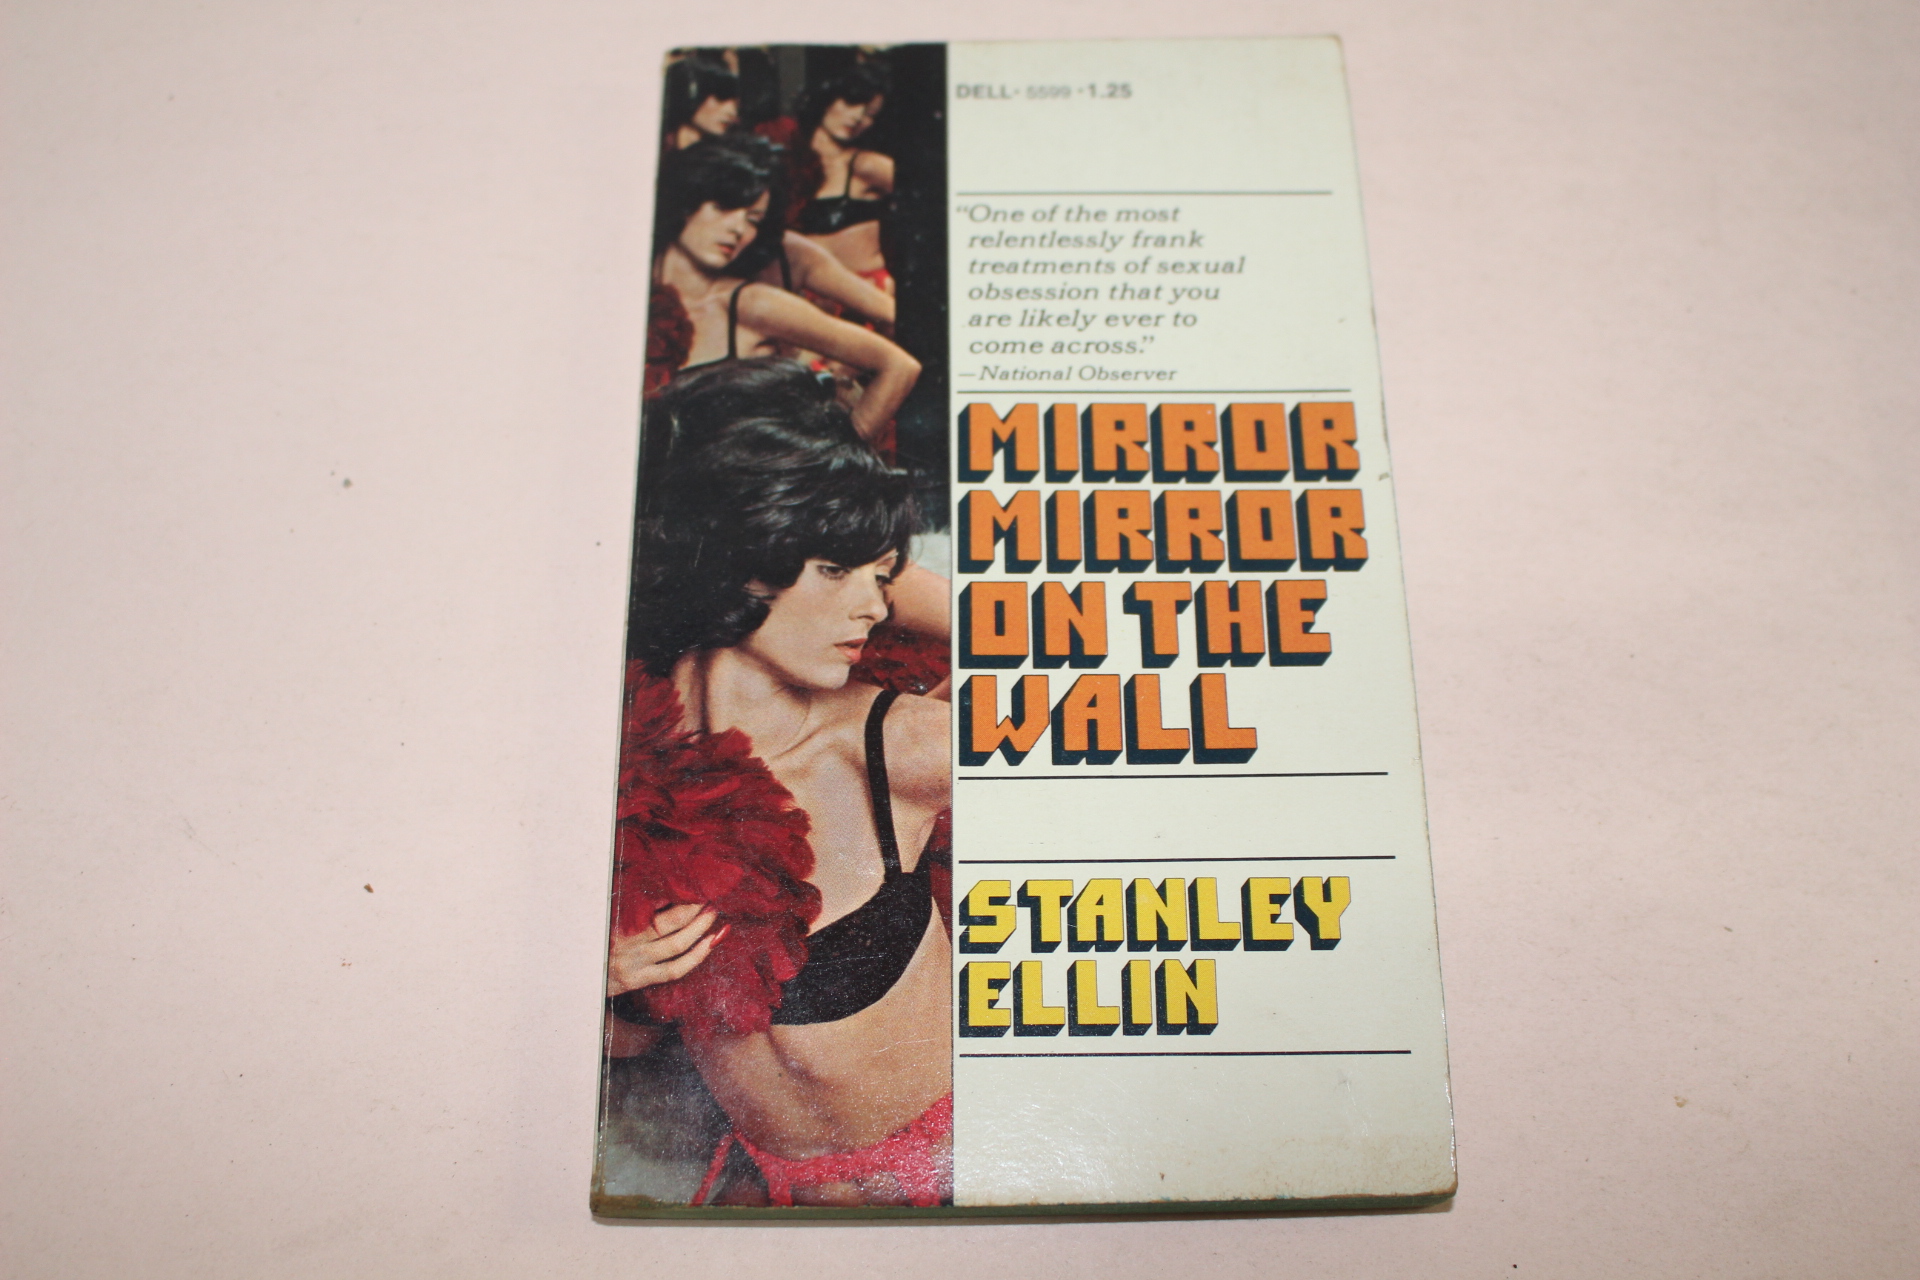 DELL • 5599 • 1.25
“One of the most
relentlessly frank
treatments of sexual
obsession that you
are likely ever to
come across.”
—National Observer
MIRROR
MIRROR
ON THE
WALL
STANLEY
ELLIN